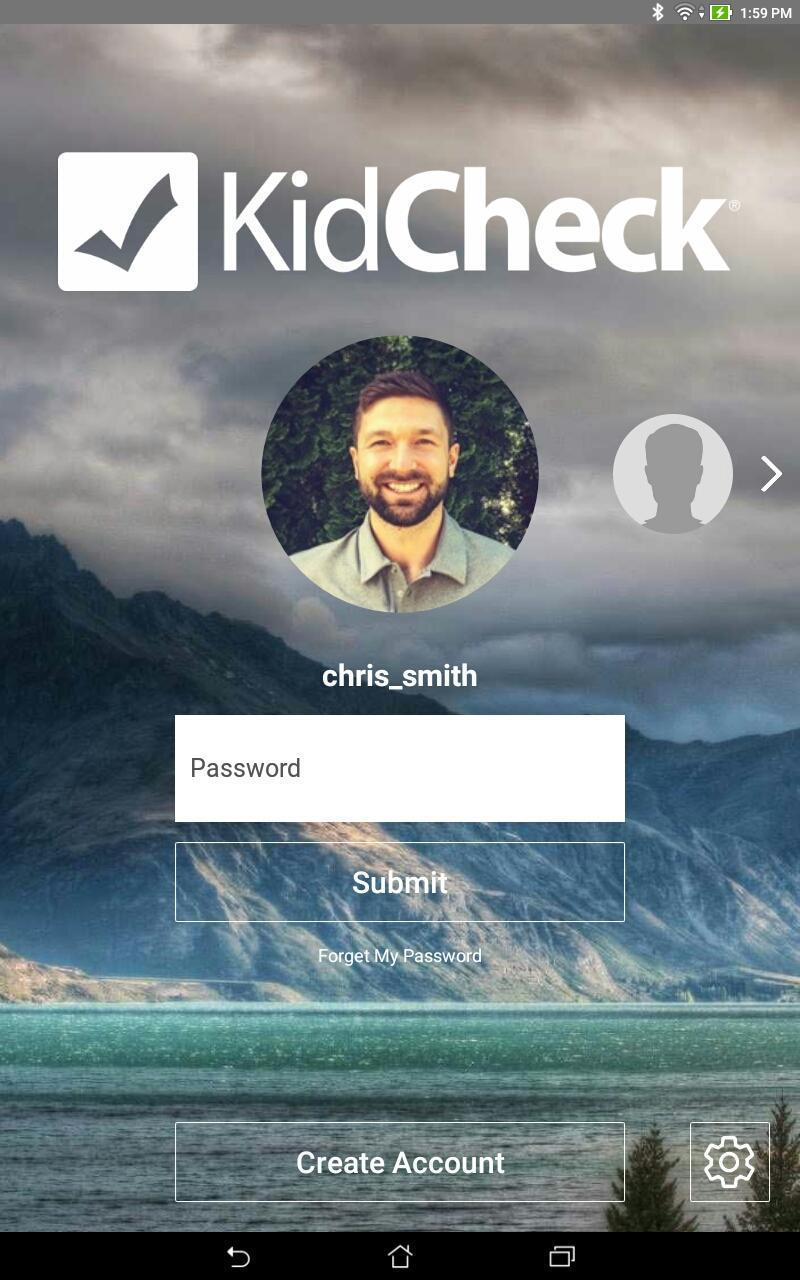 1:59 PM
KidCheck®
chris_smith
Password
Submit
Forget My Password
Create Account